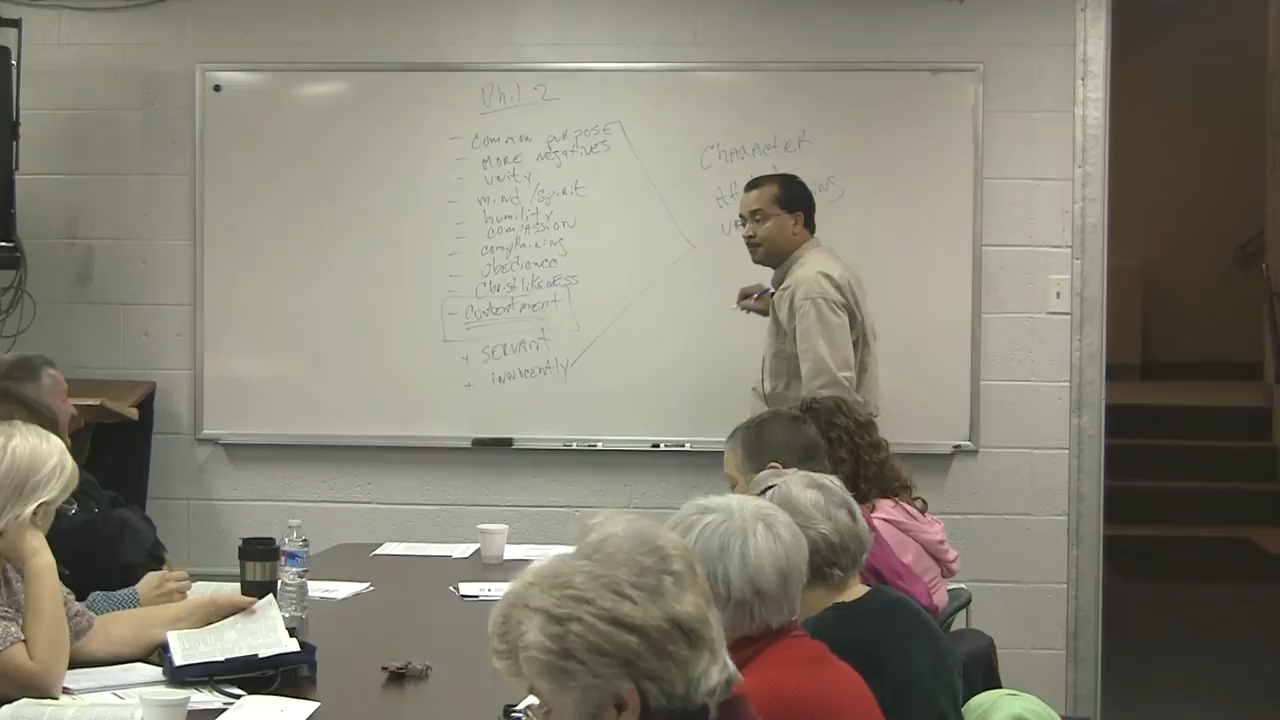 Phil. 2
- common purpose
- more negatives
- unity
- mind/spirit
- humility
- compassion
- complaining
- obedience
- Christlikeness
- contentment
+ SERVANT
+ innocently
CHARACTER